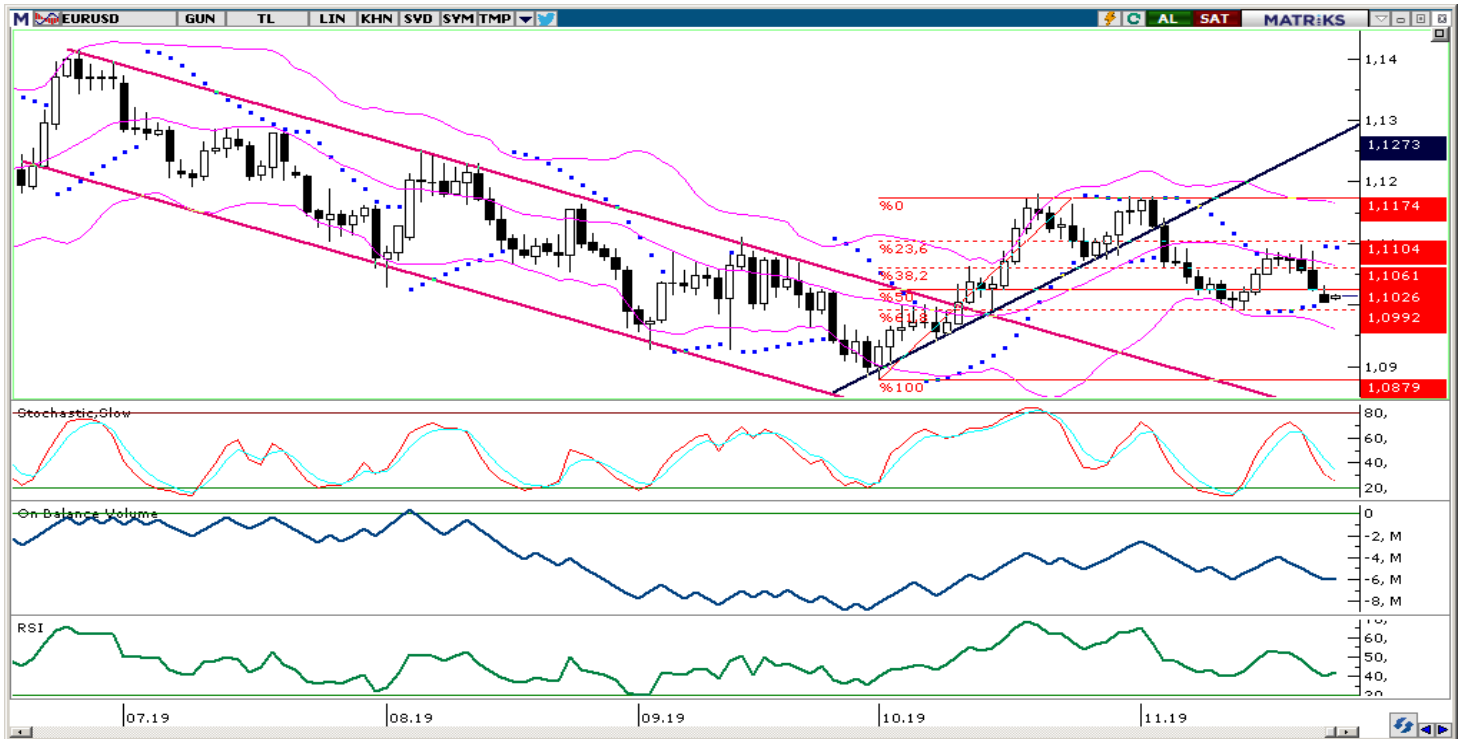 M EURUSD GUN TL LIN KHN SVD SYM TMP AL SAT MATRİKS
1,14
1,13
1,1273
1,12
%0
1,1174
%23,6
1,1104
%38,2
1,1061
%50
1,1026
%61,8
1,0992
1,09
%100
1,0879
Stochastic,Slow
80,
60,
40,
20,
On Balance Volume
0
-2, M
-4, M
-6, M
-8, M
RSI
60,
50,
40,
07.19 08.19 09.19 10.19 11.19